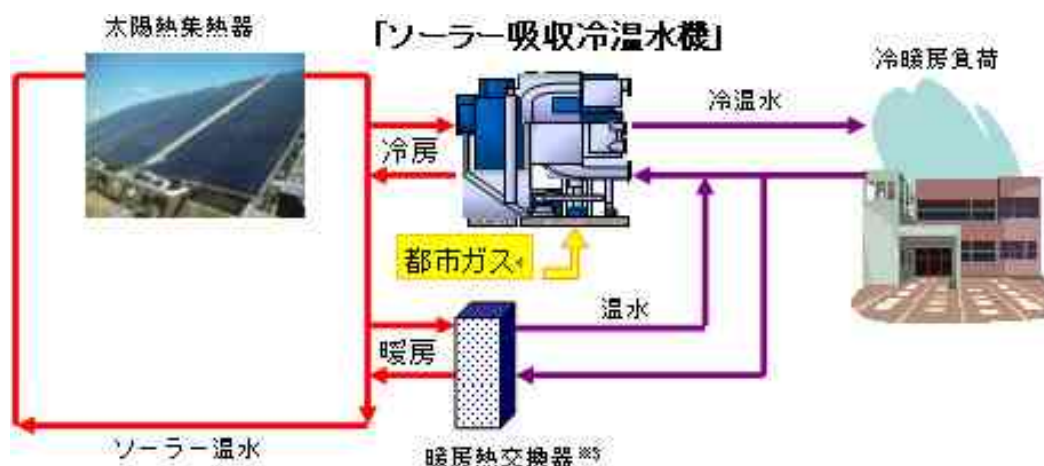 太陽熱集熱器
「ソーラー吸収冷温水機」
冷暖房負荷
冷温水
冷房
都市ガス
温水
暖房
ソーラー温水
暖房熱交換器